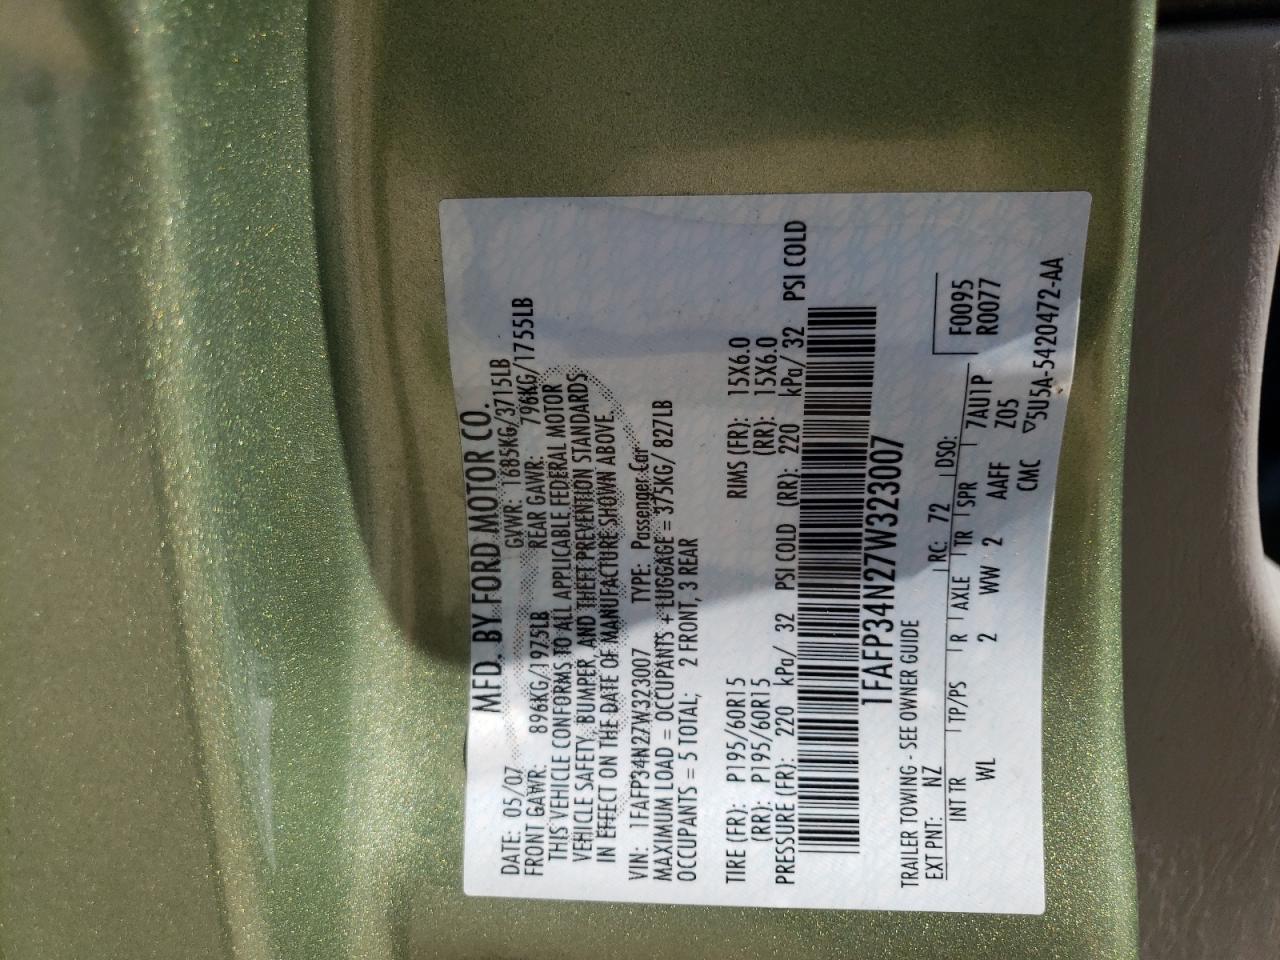 MFD. BY FORD MOTOR CO.
DATE: 05/07 GVWR: 1685KG/3715LB
FRONT GAWR: 896KG/1975LB REAR GAWR: 796KG/1755LB
THIS VEHICLE CONFORMS TO ALL APPLICABLE FEDERAL MOTOR
VEHICLE SAFETY, BUMPER, AND THEFT PREVENTION STANDARDS
IN EFFECT ON THE DATE OF MANUFACTURE SHOWN ABOVE.
VIN: 1FAFP34N27W323007 TYPE: Passenger Car
MAXIMUM LOAD = OCCUPANTS + LUGGAGE = 375KG/ 827LB
OCCUPANTS = 5 TOTAL, 2 FRONT, 3 REAR
TIRE (FR): P195/60R15 RIMS (FR): 15X6.0
(RR): P195/60R15 (RR): 15X6.0
PRESSURE (FR): 220 kPa/ 32 PSI COLD (RR): 220 kPa/ 32 PSI COLD
1FAFP34N27W323007
TRAILER TOWING - SEE OWNER GUIDE
EXT PNT: NZ RC: 72 DSO: F0095
INT TR TP/PS R AXLE TR SPR 7AU1P R0077
WL 2 WW 2 AAFF Z05
CMC ▽5U5A-5420472-AA